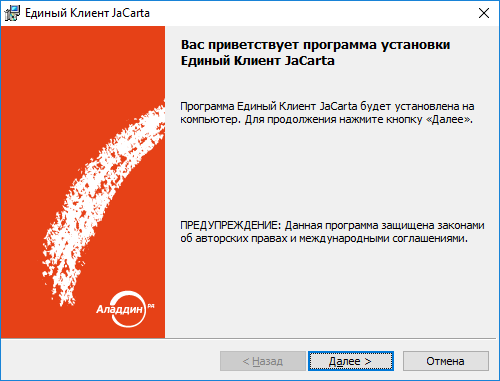 Единый Клиент JaCarta
Вас приветствует программа установки
Единый Клиент JaCarta
Программа Единый Клиент JaCarta будет установлена на
компьютер. Для продолжения нажмите кнопку «Далее».
ПРЕДУПРЕЖДЕНИЕ: Данная программа защищена законами
об авторских правах и международными соглашениями.
Аладдин РД
< Назад
Далее >
Отмена